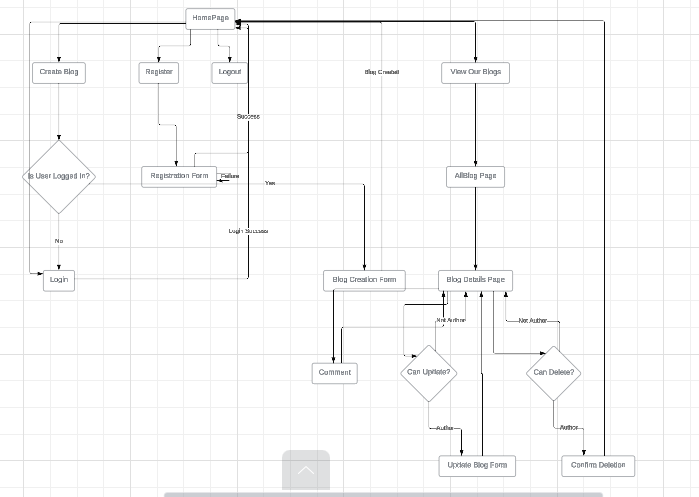 HomePage
Create Blog
Register
Logout
Blog Created
View Our Blogs
Success
Is User Logged In?
Registration Form
Failure
Yes
AllBlog Page
No
Login Success
Login
Blog Creation Form
Blog Details Page
Not Author
Not Author
Comment
Can Update?
Can Delete?
Author
Author
Update Blog Form
Confirm Deletion